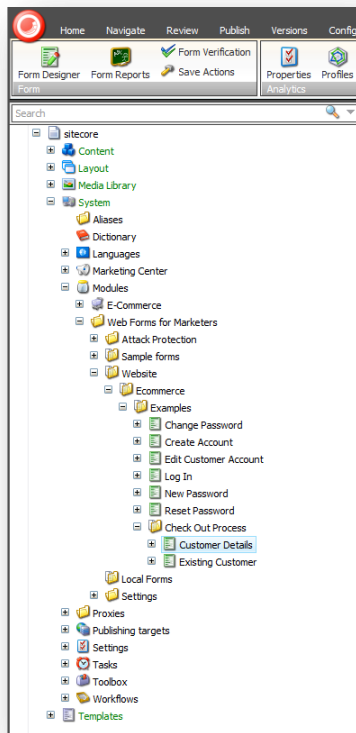 Home Navigate Review Publish Versions Config
Form Designer Form Reports Form Verification Save Actions Properties Profiles
Form Analytics
Search
sitecore
Content
Layout
Media Library
System
Aliases
Dictionary
Languages
Marketing Center
Modules
E-Commerce
Web Forms for Marketers
Attack Protection
Sample forms
Website
Ecommerce
Examples
Change Password
Create Account
Edit Customer Account
Log In
New Password
Reset Password
Check Out Process
Customer Details
Existing Customer
Local Forms
Settings
Proxies
Publishing targets
Settings
Tasks
Toolbox
Workflows
Templates